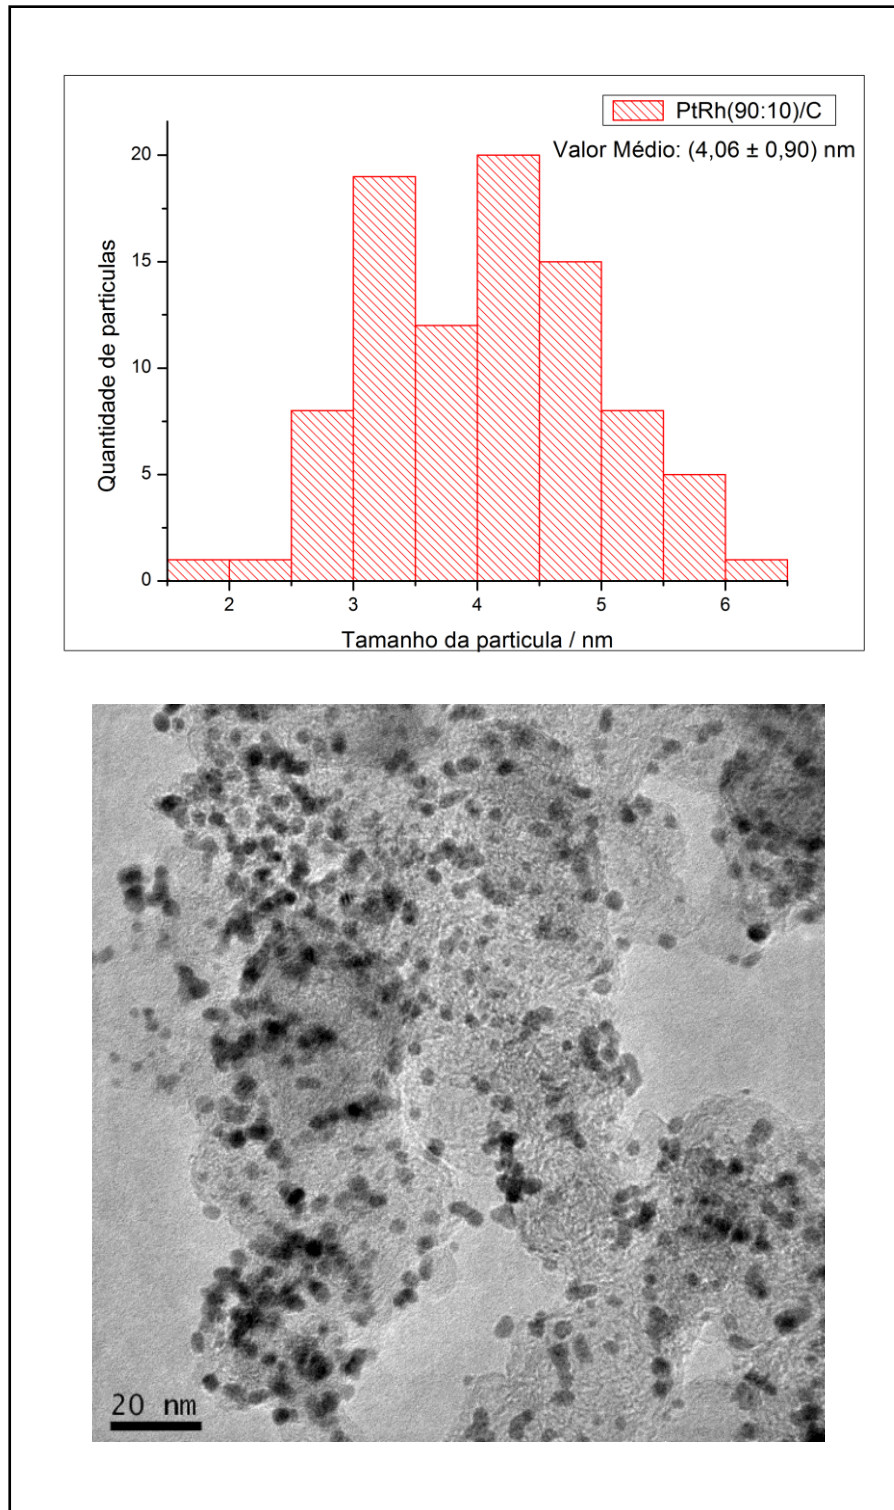 PtRh(90:10)/C
Valor Médio: (4,06 ± 0,90) nm
Quantidade de particulas
20
15
10
5
0
2 3 4 5 6
Tamanho da particula / nm
20 nm